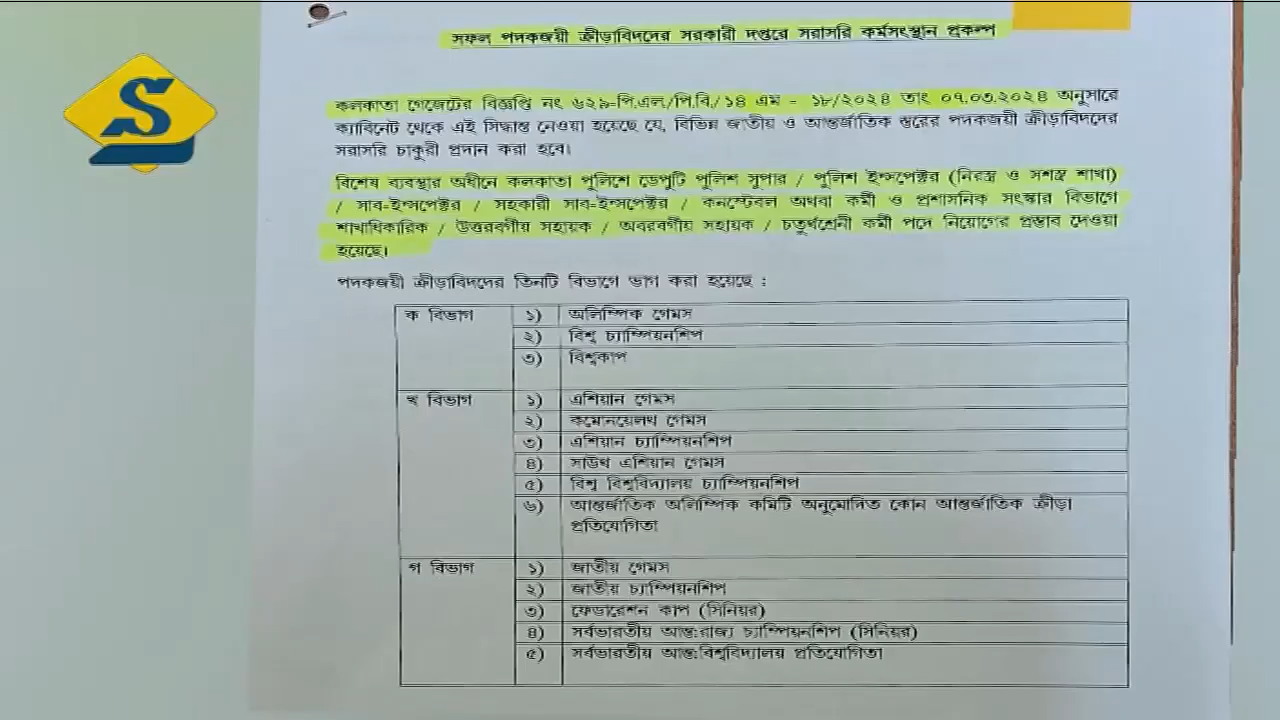 সফল পদকজয়ী ক্রীড়াবিদদের সরকারী দপ্তরে সরাসরি কর্মসংস্থান প্রকল্প
S
কলকাতা গেজেটের বিজ্ঞপ্তি নং ৬২৯-পি.এল./পি.বি./১৪ এম - ১৮/২০২৪ তাং ০৭.০৩.২০২৪ অনুসারে
ক্যাবিনেট থেকে এই সিদ্ধান্ত নেওয়া হয়েছে যে, বিভিন্ন জাতীয় ও আন্তর্জাতিক স্তরের পদকজয়ী ক্রীড়াবিদদের
সরাসরি চাকুরী প্রদান করা হবে।
বিশেষ ব্যবস্থার অধীনে কলকাতা পুলিশে ডেপুটি পুলিশ সুপার / পুলিশ ইন্সপেক্টর (নিরস্ত্র ও সশস্ত্র শাখা)
/ সাব-ইন্সপেক্টর / সহকারী সাব-ইন্সপেক্টর / কনস্টেবল অথবা কর্মী ও প্রশাসনিক সংস্কার বিভাগে
শাখাধিকারিক / উত্তরবর্গীয় সহায়ক / অবরবর্গীয় সহায়ক / চতুর্থশ্রেনী কর্মী পদে নিয়োগের প্রস্তাব দেওয়া
হয়েছে।
পদকজয়ী ক্রীড়াবিদদের তিনটি বিভাগে ভাগ করা হয়েছে :
ক বিভাগ ১) অলিম্পিক গেমস
২) বিশ্ব চ্যাম্পিয়নশিপ
৩) বিশ্বকাপ
খ বিভাগ ১) এশিয়ান গেমস
২) কমোনয়েলথ গেমস
৩) এশিয়ান চ্যাম্পিয়নশিপ
৪) সাউথ এশিয়ান গেমস
৫) বিশ্ব বিশ্ববিদ্যালয় চ্যাম্পিয়নশিপ
৬) আন্তর্জাতিক অলিম্পিক কমিটি অনুমোদিত কোন আন্তর্জাতিক ক্রীড়া
প্রতিযোগিতা
গ বিভাগ ১) জাতীয় গেমস
২) জাতীয় চ্যাম্পিয়নশিপ
৩) ফেডারেশন কাপ (সিনিয়র)
৪) সর্বভারতীয় আন্ত:রাজ্য চ্যাম্পিয়নশিপ (সিনিয়র)
৫) সর্বভারতীয় আন্ত:বিশ্ববিদ্যালয় প্রতিযোগিতা